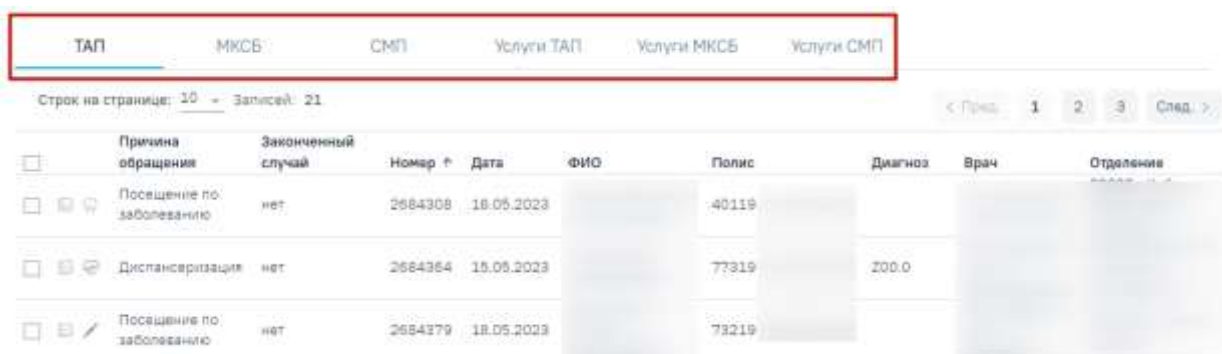 ТАП МКСБ СМП Услуги ТАП Услуги МКСБ Услуги СМП
Строк на странице: 10 Записей: 21 < Пред. 1 2 3 След. >
Причина обращения Законченный случай Номер ↑ Дата ФИО Полис Диагноз Врач Отделение
Посещение по заболеванию нет 2684308 16.05.2023 40119
Диспансеризация нет 2684364 15.05.2023 77319 Z00.0
Посещение по заболеванию нет 2684379 18.05.2023 73219